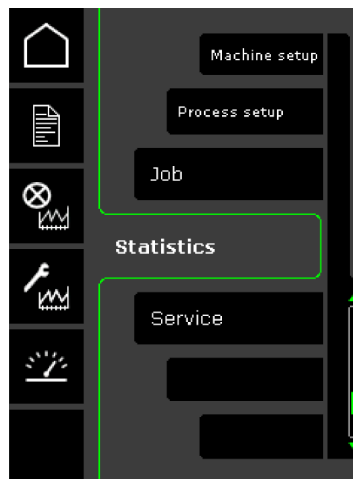 Machine setup
Process setup
Job
Statistics
Service